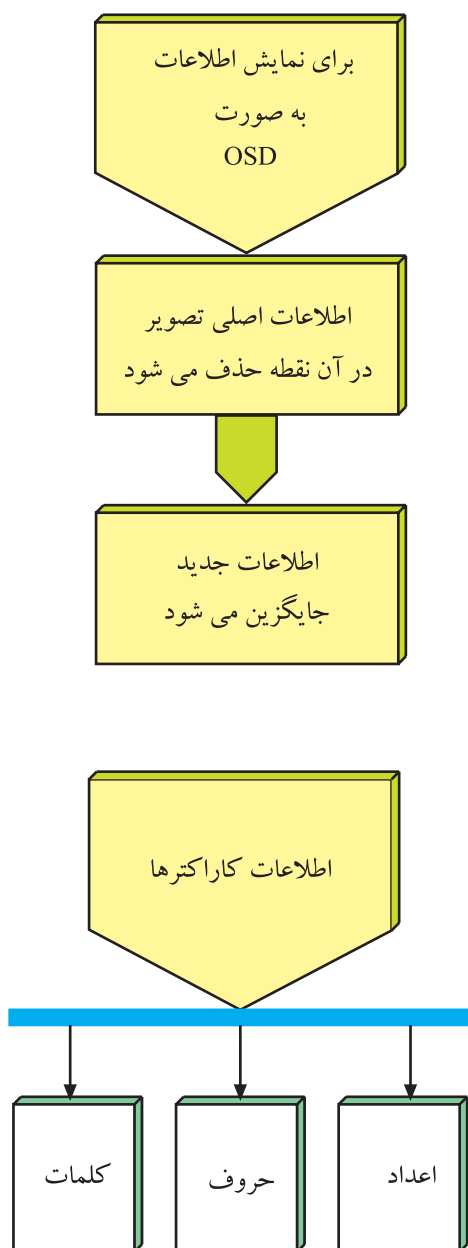 برای نمایش اطلاعات
به صورت
OSD
اطلاعات اصلی تصویر
در آن نقطه حذف می شود
اطلاعات جدید
جایگزین می شود
اطلاعات کاراکترها
اعداد
حروف
کلمات